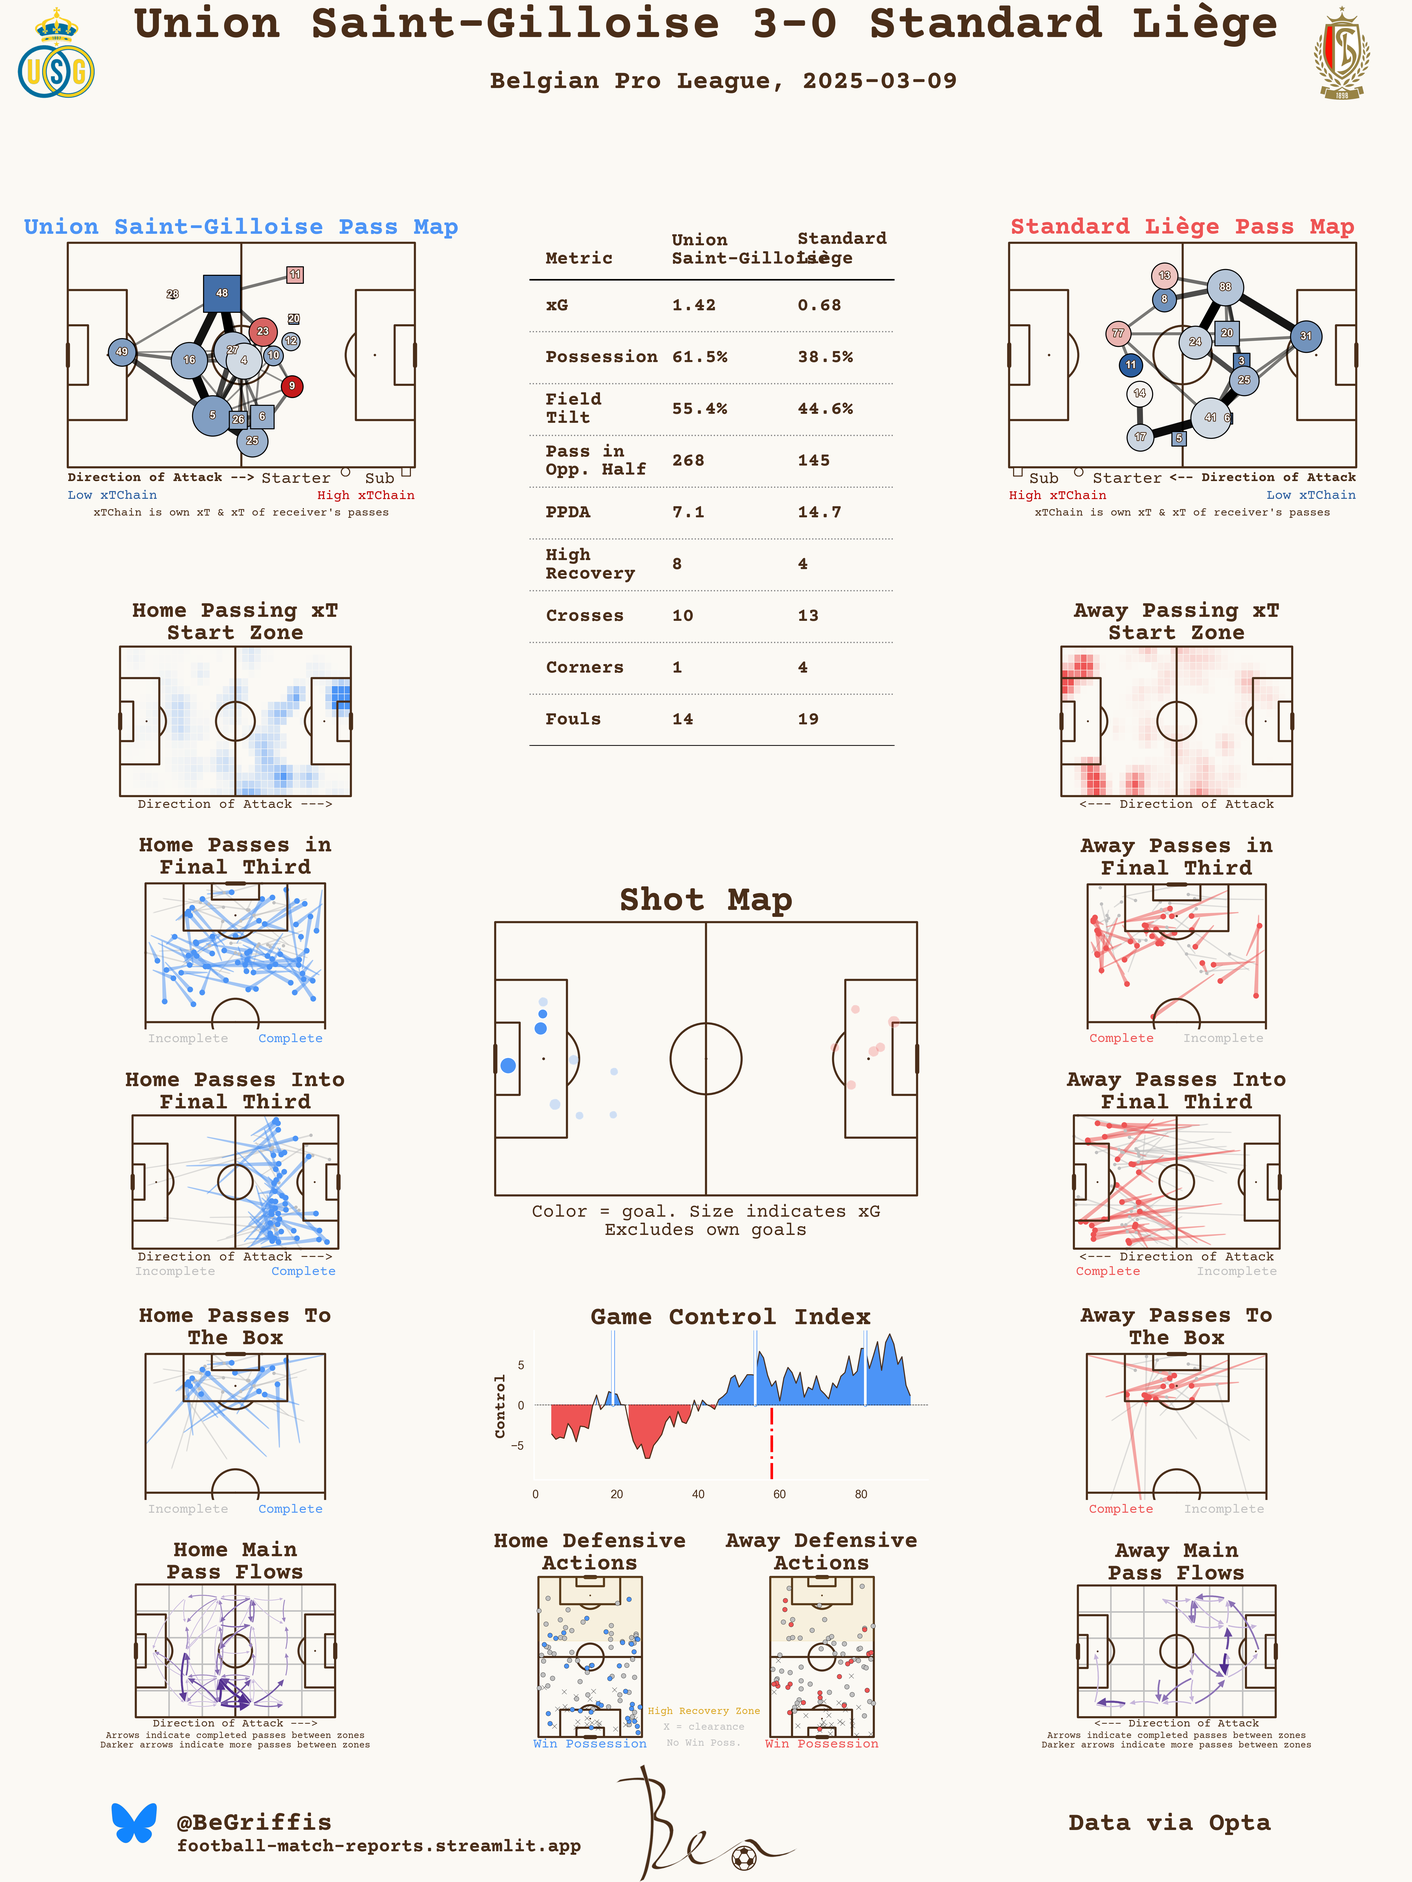 Union Saint-Gilloise 3-0 Standard Liège
Belgian Pro League, 2025-03-09
USG
1898
Union Saint-Gilloise Pass Map
28
48
11
20
23
12
49
16
27
4
10
9
5
26
6
25
Direction of Attack --> Starter Sub
Low xTChain High xTChain
xTChain is own xT & xT of receiver's passes
Metric Union Saint-Gilloise Standard Liège
xG 1.42 0.68
Possession 61.5% 38.5%
Field Tilt 55.4% 44.6%
Pass in Opp. Half 268 145
PPDA 7.1 14.7
High Recovery 8 4
Crosses 10 13
Corners 1 4
Fouls 14 19
Standard Liège Pass Map
13
8
88
77
24
20
31
11
3
25
14
41
6
17
5
Sub Starter <-- Direction of Attack
High xTChain Low xTChain
xTChain is own xT & xT of receiver's passes
Home Passing xT
Start Zone
Direction of Attack --->
Away Passing xT
Start Zone
<--- Direction of Attack
Home Passes in
Final Third
Incomplete Complete
Away Passes in
Final Third
Complete Incomplete
Shot Map
Color = goal. Size indicates xG
Excludes own goals
Home Passes Into
Final Third
Direction of Attack --->
Incomplete Complete
Away Passes Into
Final Third
<--- Direction of Attack
Complete Incomplete
Home Passes To
The Box
Incomplete Complete
Game Control Index
Control
5
0
−5
0 20 40 60 80
Away Passes To
The Box
Complete Incomplete
Home Main
Pass Flows
Direction of Attack --->
Arrows indicate completed passes between zones
Darker arrows indicate more passes between zones
Home Defensive
Actions
Win Possession
High Recovery Zone
X = clearance
No Win Poss.
Away Defensive
Actions
Win Possession
Away Main
Pass Flows
<--- Direction of Attack
Arrows indicate completed passes between zones
Darker arrows indicate more passes between zones
@BeGriffis
football-match-reports.streamlit.app
Ben
Data via Opta